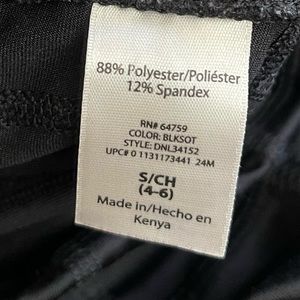 88% Polyester/Poliéster
12% Spandex
RN# 64759
COLOR: BLKSOT
STYLE: DNL34152
UPC# 0 1131173441 24M
S/CH
(4-6)
Made in/Hecho en
Kenya